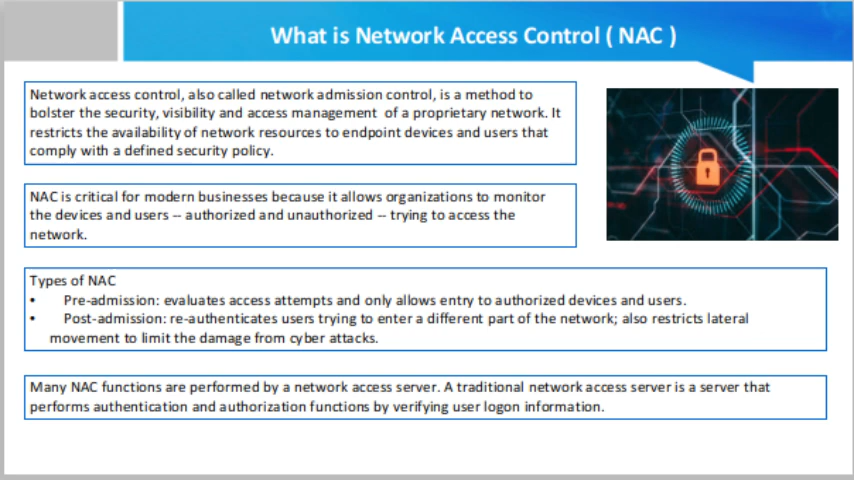 What is Network Access Control ( NAC )
Network access control, also called network admission control, is a method to
bolster the security, visibility and access management of a proprietary network. It
restricts the availability of network resources to endpoint devices and users that
comply with a defined security policy.
NAC is critical for modern businesses because it allows organizations to monitor
the devices and users -- authorized and unauthorized -- trying to access the
network.
Types of NAC
• Pre-admission: evaluates access attempts and only allows entry to authorized devices and users.
• Post-admission: re-authenticates users trying to enter a different part of the network; also restricts lateral
movement to limit the damage from cyber attacks.
Many NAC functions are performed by a network access server. A traditional network access server is a server that
performs authentication and authorization functions by verifying user logon information.